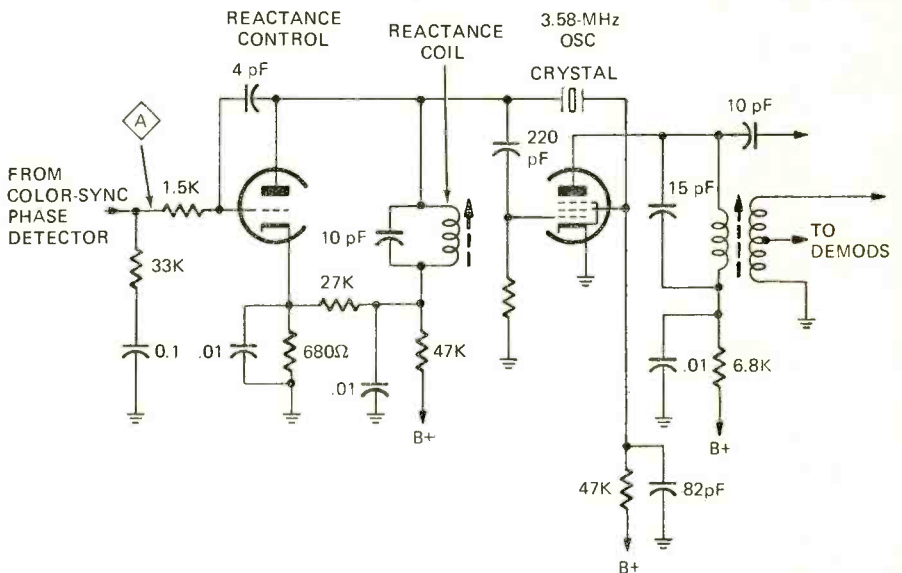 REACTANCE
CONTROL
REACTANCE
COIL
3.58-MHz
OSC
CRYSTAL
4 pF
10 pF
A
FROM
COLOR-SYNC
PHASE
DETECTOR
1.5K
220
pF
15 pF
10 pF
TO
DEMODS
33K
27K
0.1
.01
680Ω
.01
47K
B+
.01
6.8K
B+
47K
82pF
B+